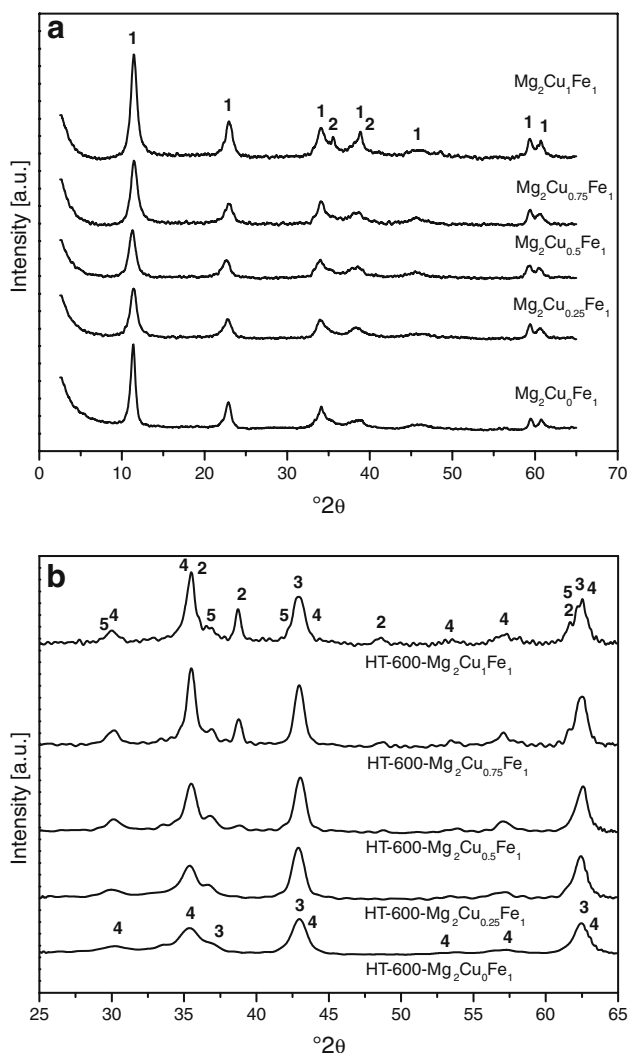 a
1
Mg2Cu1Fe1
1
1 2 1 2 1 1 1
Mg2Cu0.75Fe1
Mg2Cu0.5Fe1
Mg2Cu0.25Fe1
Mg2Cu0Fe1
Intensity [a.u.]
0 10 20 30 40 50 60 70
°2θ
b
5 4 4 2 5 2 5 3 4 2 4 4 5 2 3 4
HT-600-Mg2Cu1Fe1
HT-600-Mg2Cu0.75Fe1
HT-600-Mg2Cu0.5Fe1
HT-600-Mg2Cu0.25Fe1
4 4 3 3 4 4 4 3 4
HT-600-Mg2Cu0Fe1
Intensity [a.u.]
25 30 35 40 45 50 55 60 65
°2θ